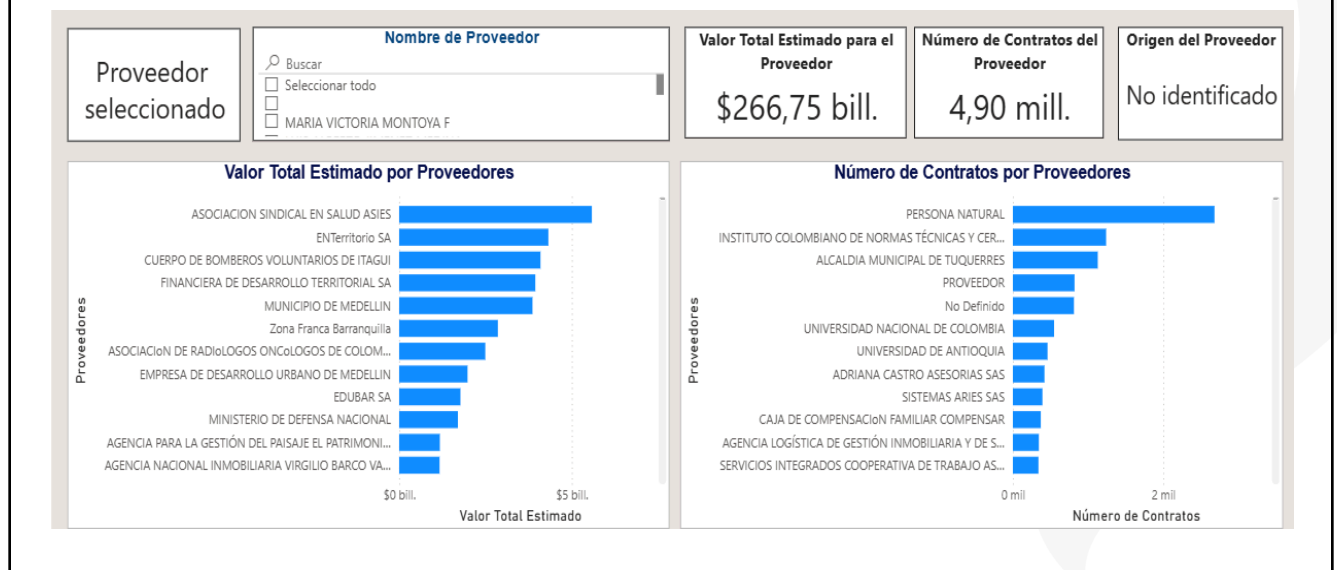 Proveedor
seleccionado
Nombre de Proveedor
Buscar
Seleccionar todo
MARIA VICTORIA MONTOYA F
Valor Total Estimado para el
Proveedor
$266,75 bill.
Número de Contratos del
Proveedor
4,90 mill.
Origen del Proveedor
No identificado
Valor Total Estimado por Proveedores
Proveedores
ASOCIACION SINDICAL EN SALUD ASIES
ENTerritorio SA
CUERPO DE BOMBEROS VOLUNTARIOS DE ITAGUI
FINANCIERA DE DESARROLLO TERRITORIAL SA
MUNICIPIO DE MEDELLIN
Zona Franca Barranquilla
ASOCIACIoN DE RADIoLOGOS ONCoLOGOS DE COLOM...
EMPRESA DE DESARROLLO URBANO DE MEDELLIN
EDUBAR SA
MINISTERIO DE DEFENSA NACIONAL
AGENCIA PARA LA GESTIÓN DEL PAISAJE EL PATRIMONI...
AGENCIA NACIONAL INMOBILIARIA VIRGILIO BARCO VA...
$0 bill. $5 bill.
Valor Total Estimado
Número de Contratos por Proveedores
Proveedores
PERSONA NATURAL
INSTITUTO COLOMBIANO DE NORMAS TÉCNICAS Y CER...
ALCALDIA MUNICIPAL DE TUQUERRES
PROVEEDOR
No Definido
UNIVERSIDAD NACIONAL DE COLOMBIA
UNIVERSIDAD DE ANTIOQUIA
ADRIANA CASTRO ASESORIAS SAS
SISTEMAS ARIES SAS
CAJA DE COMPENSACIoN FAMILIAR COMPENSAR
AGENCIA LOGÍSTICA DE GESTIÓN INMOBILIARIA Y DE S...
SERVICIOS INTEGRADOS COOPERATIVA DE TRABAJO AS...
0 mil 2 mil
Número de Contratos